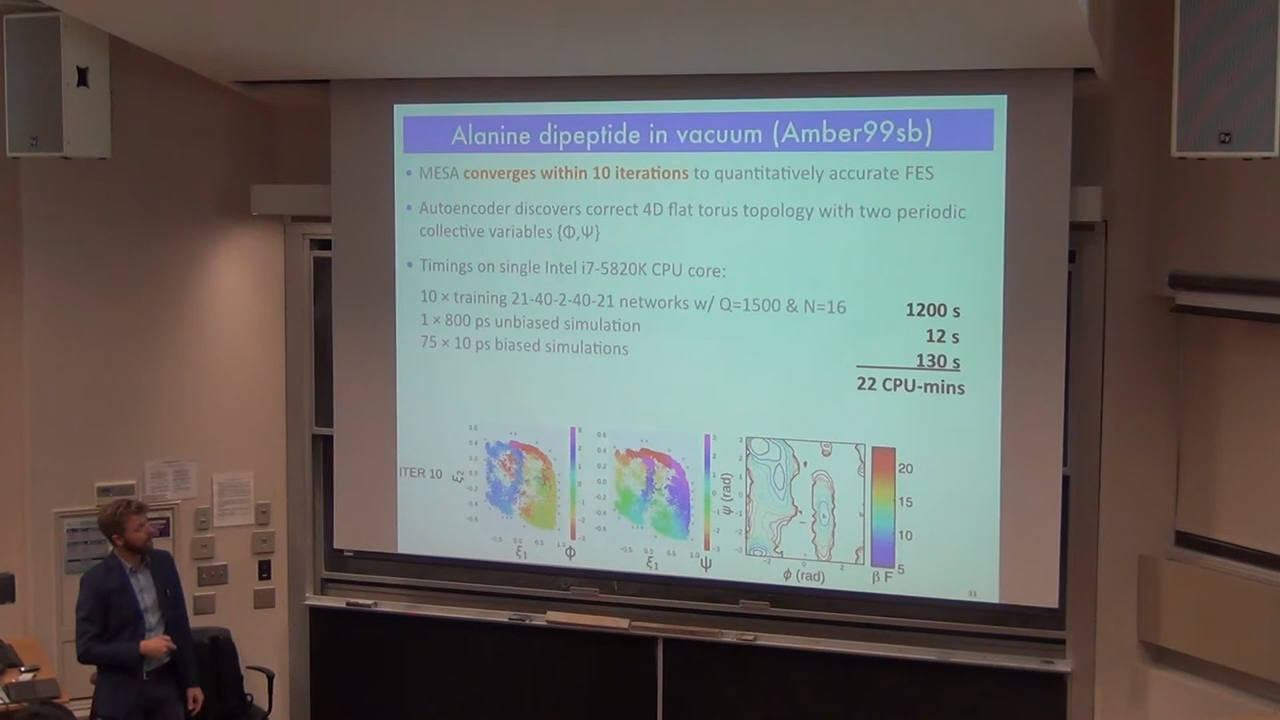 Alanine dipeptide in vacuum (Amber99sb)
• MESA converges within 10 iterations to quantitatively accurate FES
• Autoencoder discovers correct 4D flat torus topology with two periodic
collective variables {Φ,Ψ}
• Timings on single Intel i7-5820K CPU core:
10 × training 21-40-2-40-21 networks w/ Q=1500 & N=16 1200 s
1 × 800 ps unbiased simulation 12 s
75 × 10 ps biased simulations 130 s
22 CPU-mins
ITER 10
ξ2
ξ1 Φ
ξ1 Ψ
ψ (rad)
ϕ (rad)
20
15
10
5
β F
11